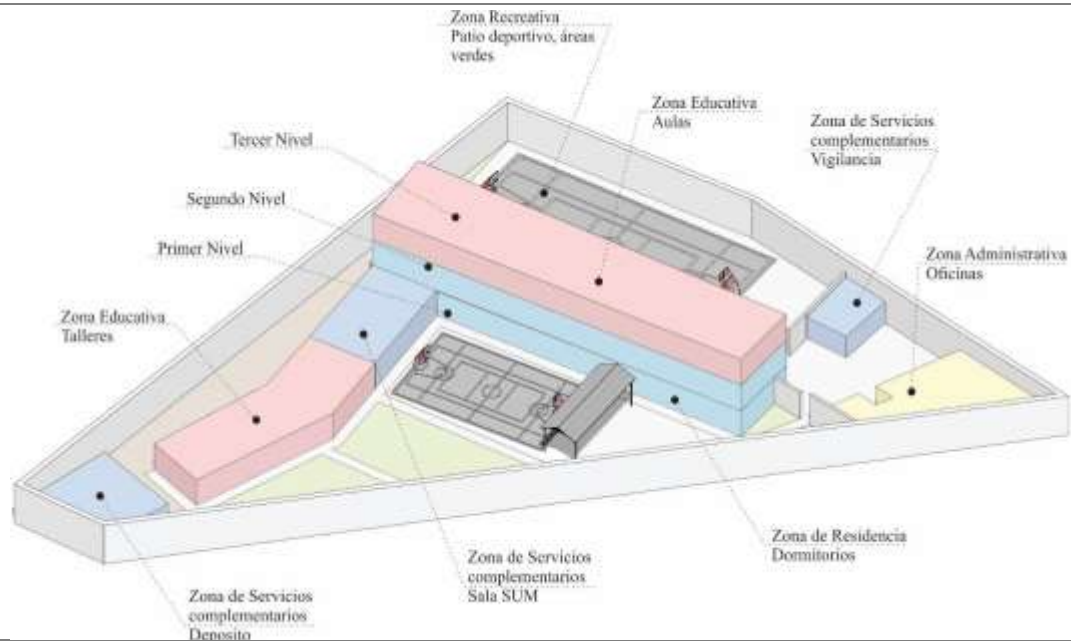 Zona Recreativa
Patio deportivo, áreas
verdes
Zona Educativa
Aulas
Zona de Servicios
complementarios
Vigilancia
Tercer Nivel
Segundo Nivel
Primer Nivel
Zona Administrativa
Oficinas
Zona Educativa
Talleres
Zona de Residencia
Dormitorios
Zona de Servicios
complementarios
Sala SUM
Zona de Servicios
complementarios
Deposito